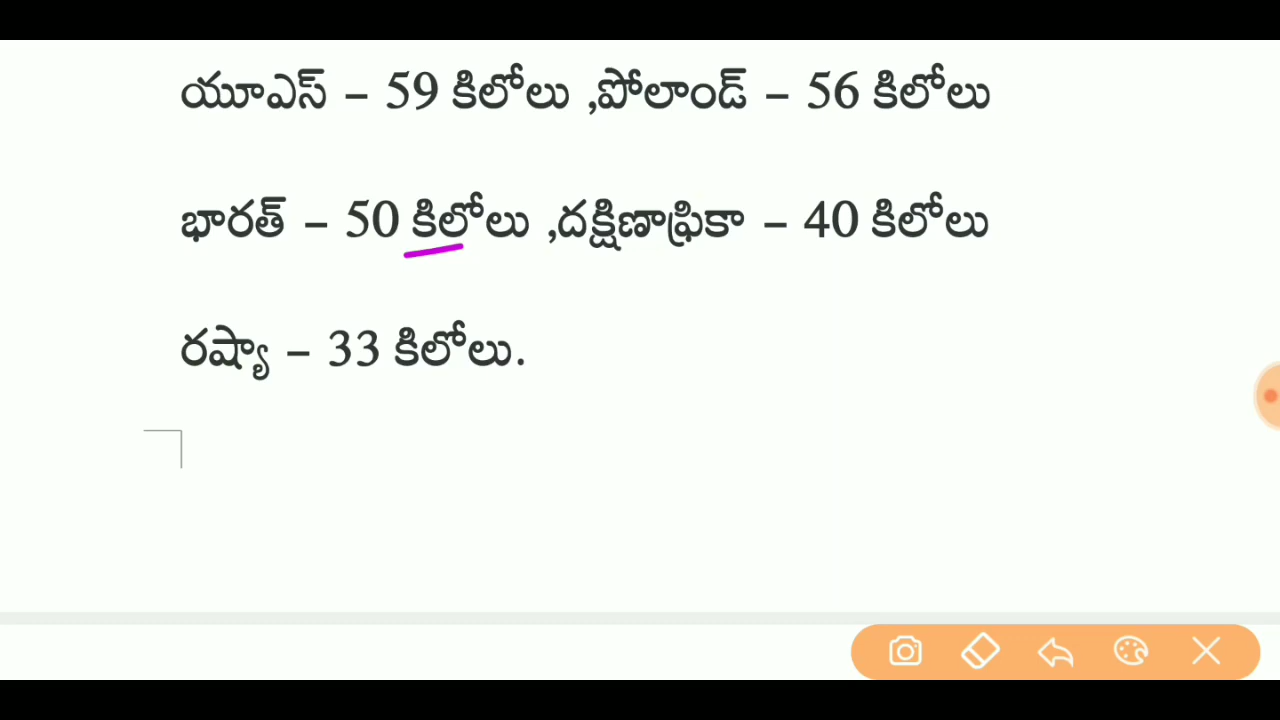 యూఎస్ – 59 కిలోలు ,పోలాండ్ – 56 కిలోలు
భారత్ – 50 కిలోలు ,దక్షిణాఫ్రికా – 40 కిలోలు
రష్యా – 33 కిలోలు.